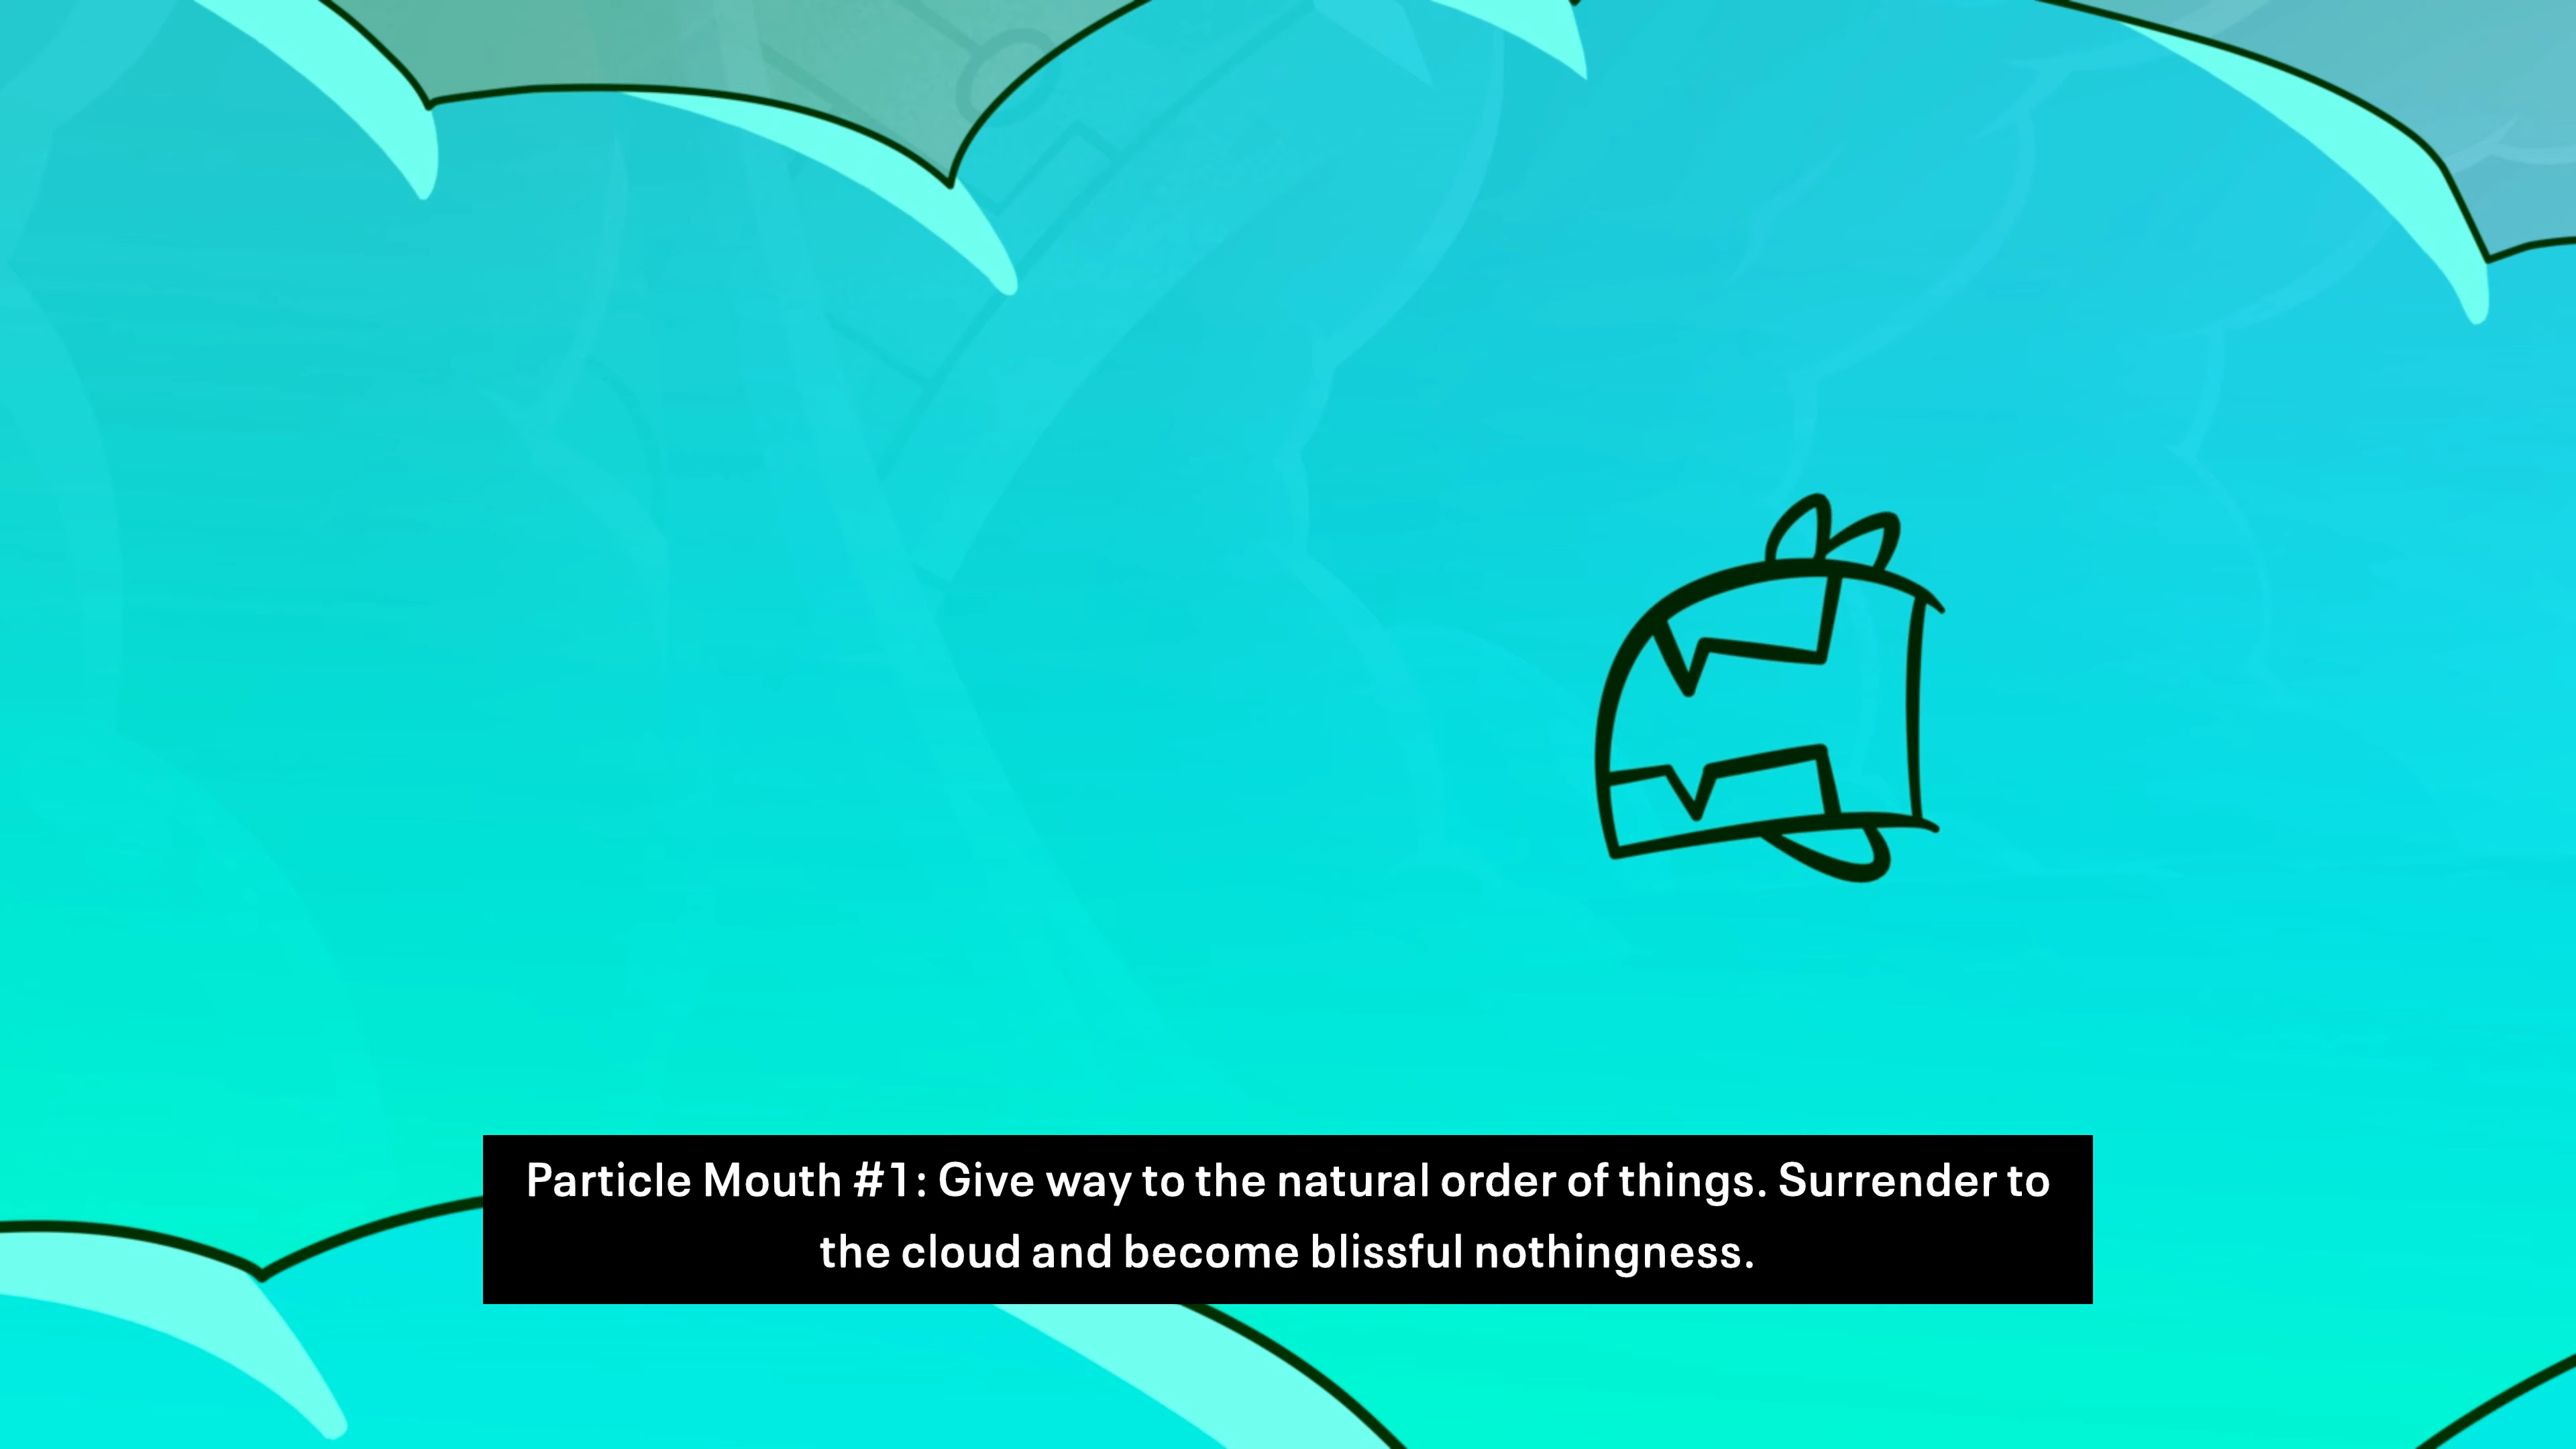 Particle Mouth #1: Give way to the natural order of things. Surrender to
the cloud and become blissful nothingness.